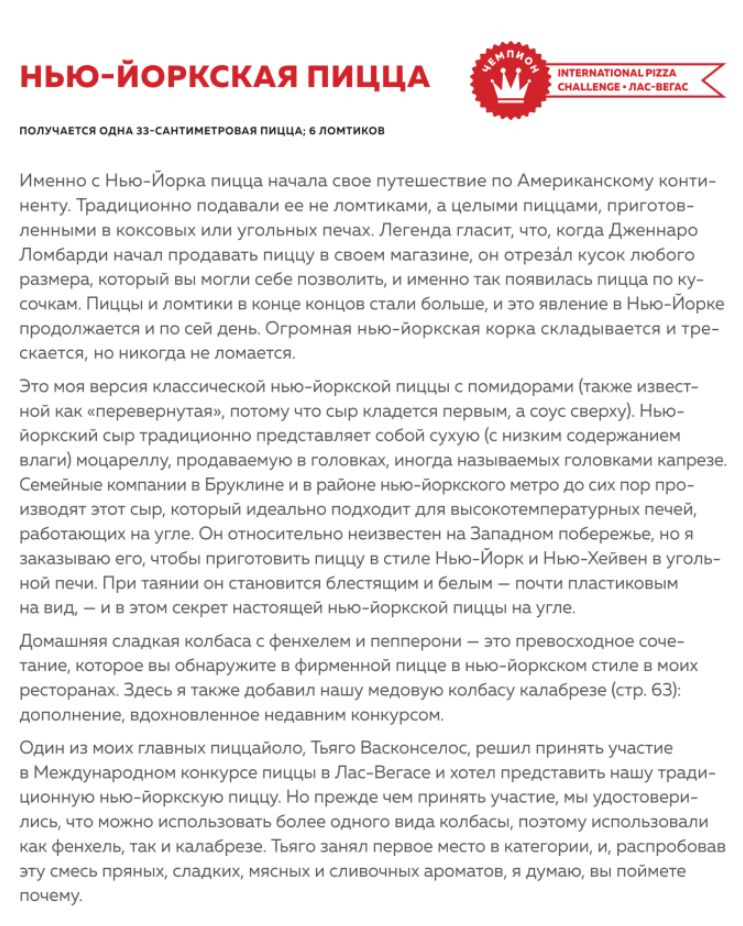 НЬЮ-ЙОРКСКАЯ ПИЦЦА
ЧЕМПИОН
INTERNATIONAL PIZZA
CHALLENGE • ЛАС-ВЕГАС
ПОЛУЧАЕТСЯ ОДНА 33-САНТИМЕТРОВАЯ ПИЦЦА; 6 ЛОМТИКОВ
Именно с Нью-Йорка пицца начала свое путешествие по Американскому конти-
ненту. Традиционно подавали ее не ломтиками, а целыми пиццами, приготов-
ленными в коксовых или угольных печах. Легенда гласит, что, когда Дженнаро
Ломбарди начал продавать пиццу в своем магазине, он отреза́л кусок любого
размера, который вы могли себе позволить, и именно так появилась пицца по ку-
сочкам. Пиццы и ломтики в конце концов стали больше, и это явление в Нью-Йорке
продолжается и по сей день. Огромная нью-йоркская корка складывается и тре-
скается, но никогда не ломается.
Это моя версия классической нью-йоркской пиццы с помидорами (также извест-
ной как «перевернутая», потому что сыр кладется первым, а соус сверху). Нью-
йоркский сыр традиционно представляет собой сухую (с низким содержанием
влаги) моцареллу, продаваемую в головках, иногда называемых головками капрезе.
Семейные компании в Бруклине и в районе нью-йоркского метро до сих пор про-
изводят этот сыр, который идеально подходит для высокотемпературных печей,
работающих на угле. Он относительно неизвестен на Западном побережье, но я
заказываю его, чтобы приготовить пиццу в стиле Нью-Йорк и Нью-Хейвен в уголь-
ной печи. При таянии он становится блестящим и белым — почти пластиковым
на вид, — и в этом секрет настоящей нью-йоркской пиццы на угле.
Домашняя сладкая колбаса с фенхелем и пепперони — это превосходное соче-
тание, которое вы обнаружите в фирменной пицце в нью-йоркском стиле в моих
ресторанах. Здесь я также добавил нашу медовую колбасу калабрезе (стр. 63):
дополнение, вдохновленное недавним конкурсом.
Один из моих главных пиццайоло, Тьяго Васконселос, решил принять участие
в Международном конкурсе пиццы в Лас-Вегасе и хотел представить нашу тради-
ционную нью-йоркскую пиццу. Но прежде чем принять участие, мы удостовери-
лись, что можно использовать более одного вида колбасы, поэтому использовали
как фенхель, так и калабрезе. Тьяго занял первое место в категории, и, распробовав
эту смесь пряных, сладких, мясных и сливочных ароматов, я думаю, вы поймете
почему.